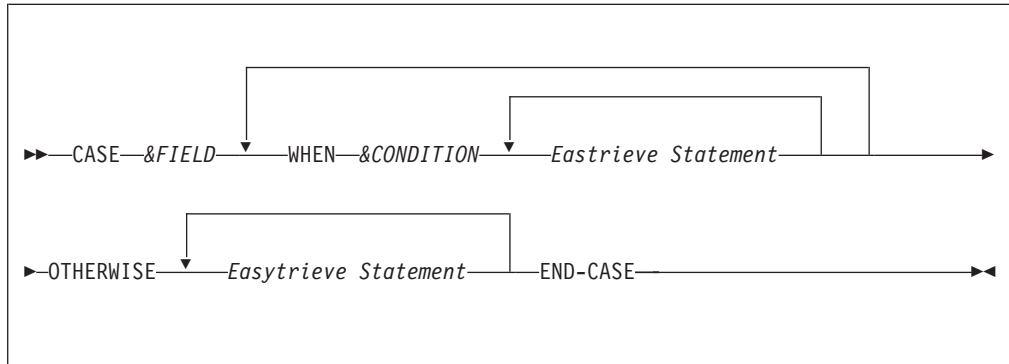 CASE &FIELD WHEN &CONDITION Eastrieve Statement
OTHERWISE Easytrieve Statement END-CASE